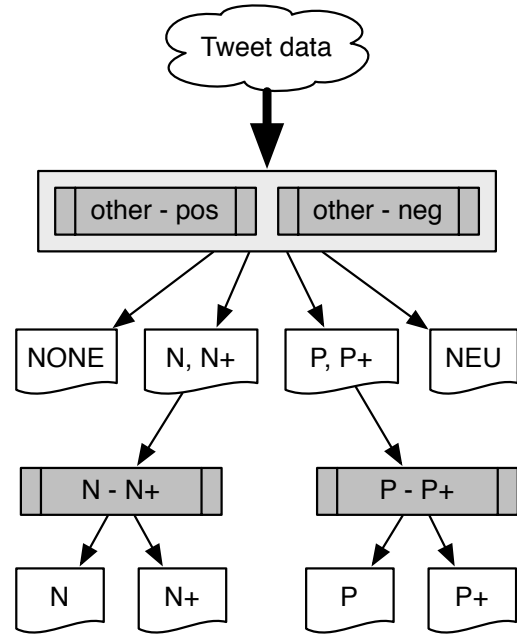 Tweet data
other - pos
other - neg
NONE
N, N+
P, P+
NEU
N - N+
P - P+
N
N+
P
P+